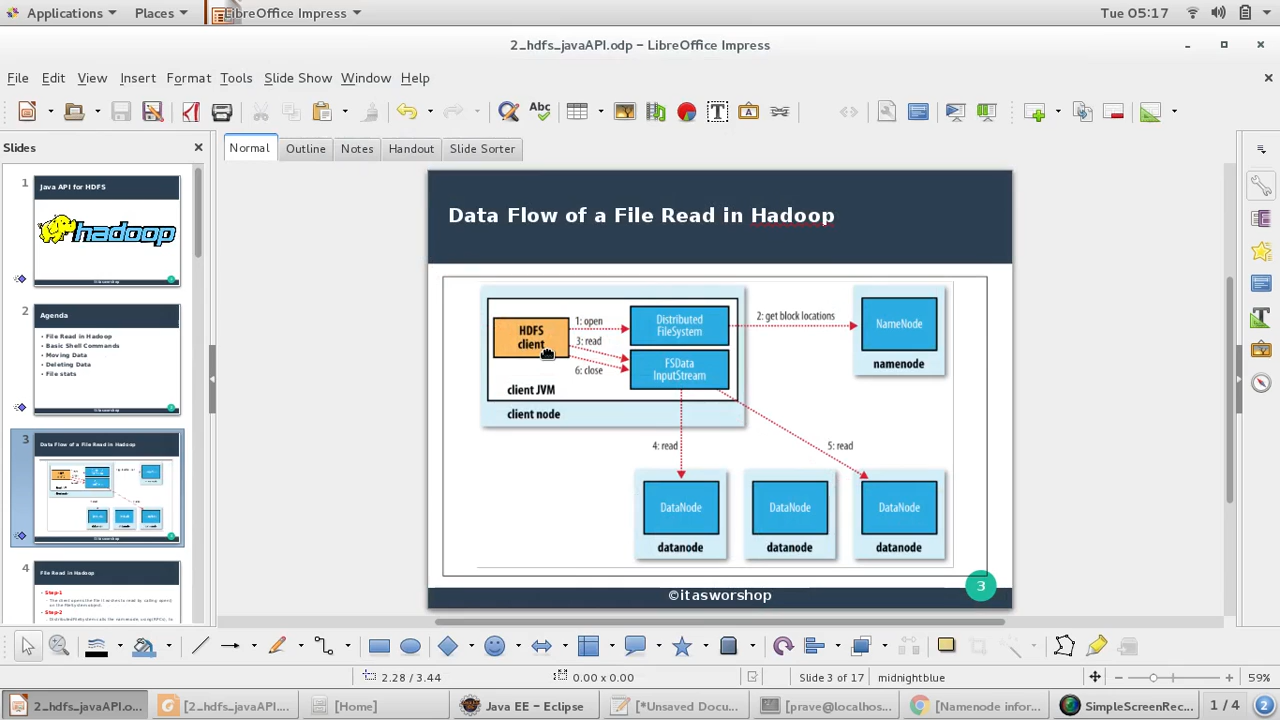 Applications Places LibreOffice Impress Tue 05:17
2_hdfs_javaAPI.odp – LibreOffice Impress
File Edit View Insert Format Tools Slide Show Window Help
Abc T A
Slides
Normal Outline Notes Handout Slide Sorter
1
Java API for HDFS
hadoop
2
Agenda
• File Read in Hadoop
• Basic Shell Commands
• Moving Data
• Deleting Data
• File stats
3
Data Flow of a File Read in Hadoop
4
File Read in Hadoop
• Step-1
• Step-2
Data Flow of a File Read in Hadoop
HDFS
client
1: open
3: read
6: close
Distributed
FileSystem
FSData
InputStream
client JVM
client node
2: get block locations
NameNode
namenode
4: read
5: read
DataNode DataNode DataNode
datanode datanode datanode
©itasworshop
3
2.28 / 3.44 0.00 x 0.00 Slide 3 of 17 midnightblue 59%
2_hdfs_javaAPI.o... [2_hdfs_javaAPI.... [Home] Java EE – Eclipse [*Unsaved Docu... [prave@localhos... [Namenode infor... SimpleScreenRec... 1 / 4 2